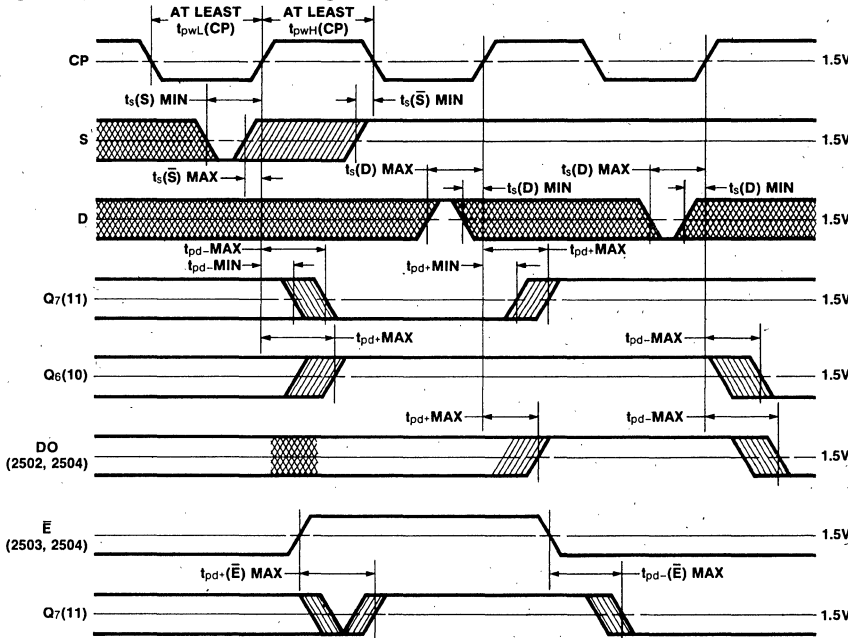 AT LEAST
tpwL(CP)
AT LEAST
tpwH(CP)
CP
1.5V
ts(S) MIN
ts(S̅) MIN
S
1.5V
ts(S̅) MAX
ts(D) MAX
ts(D) MIN
ts(D) MAX
ts(D) MIN
D
1.5V
tpd–MAX
tpd–MIN
tpd+MIN
tpd+MAX
Q7(11)
1.5V
tpd+MAX
tpd–MAX
Q6(10)
1.5V
tpd+MAX
tpd–MAX
DO
(2502, 2504)
1.5V
E̅
(2503, 2504)
1.5V
tpd+(E̅) MAX
tpd–(E̅) MAX
Q7(11)
1.5V